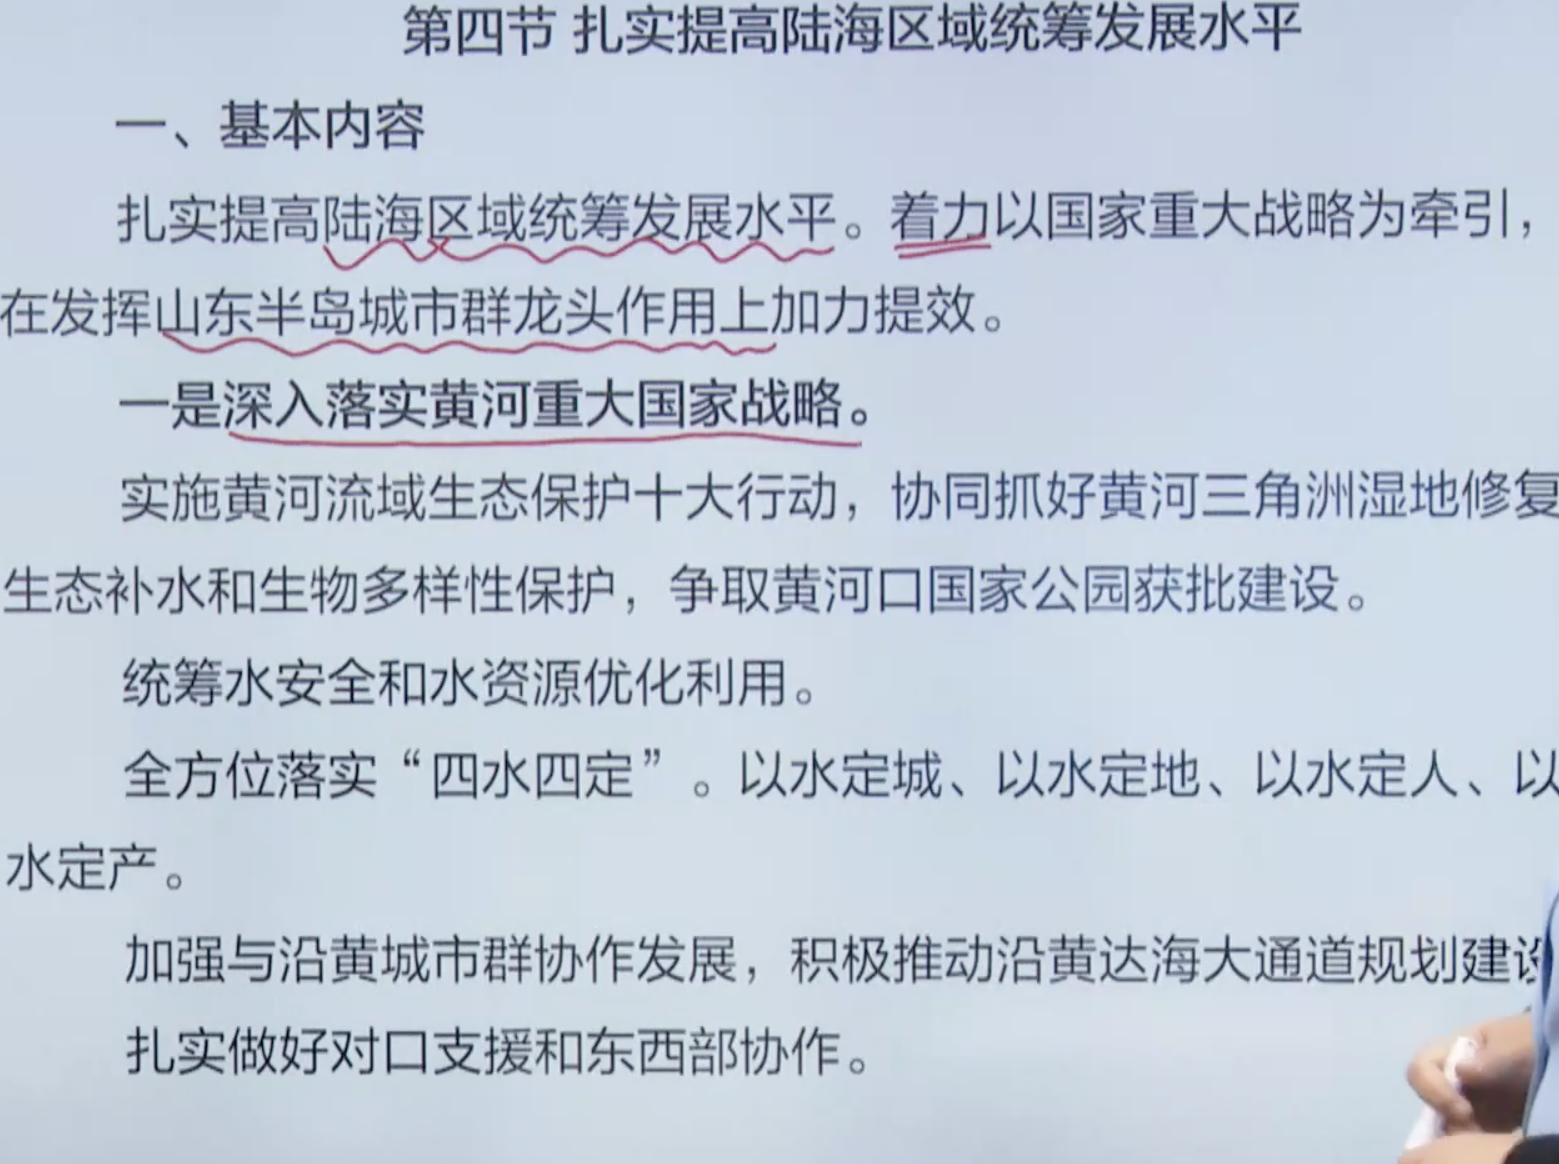 第四节 扎实提高陆海区域统筹发展水平
一、基本内容
扎实提高陆海区域统筹发展水平。着力以国家重大战略为牵引，
在发挥山东半岛城市群龙头作用上加力提效。
一是深入落实黄河重大国家战略。
实施黄河流域生态保护十大行动，协同抓好黄河三角洲湿地修复
生态补水和生物多样性保护，争取黄河口国家公园获批建设。
统筹水安全和水资源优化利用。
全方位落实“四水四定”。以水定城、以水定地、以水定人、以
水定产。
加强与沿黄城市群协作发展，积极推动沿黄达海大通道规划建设
扎实做好对口支援和东西部协作。